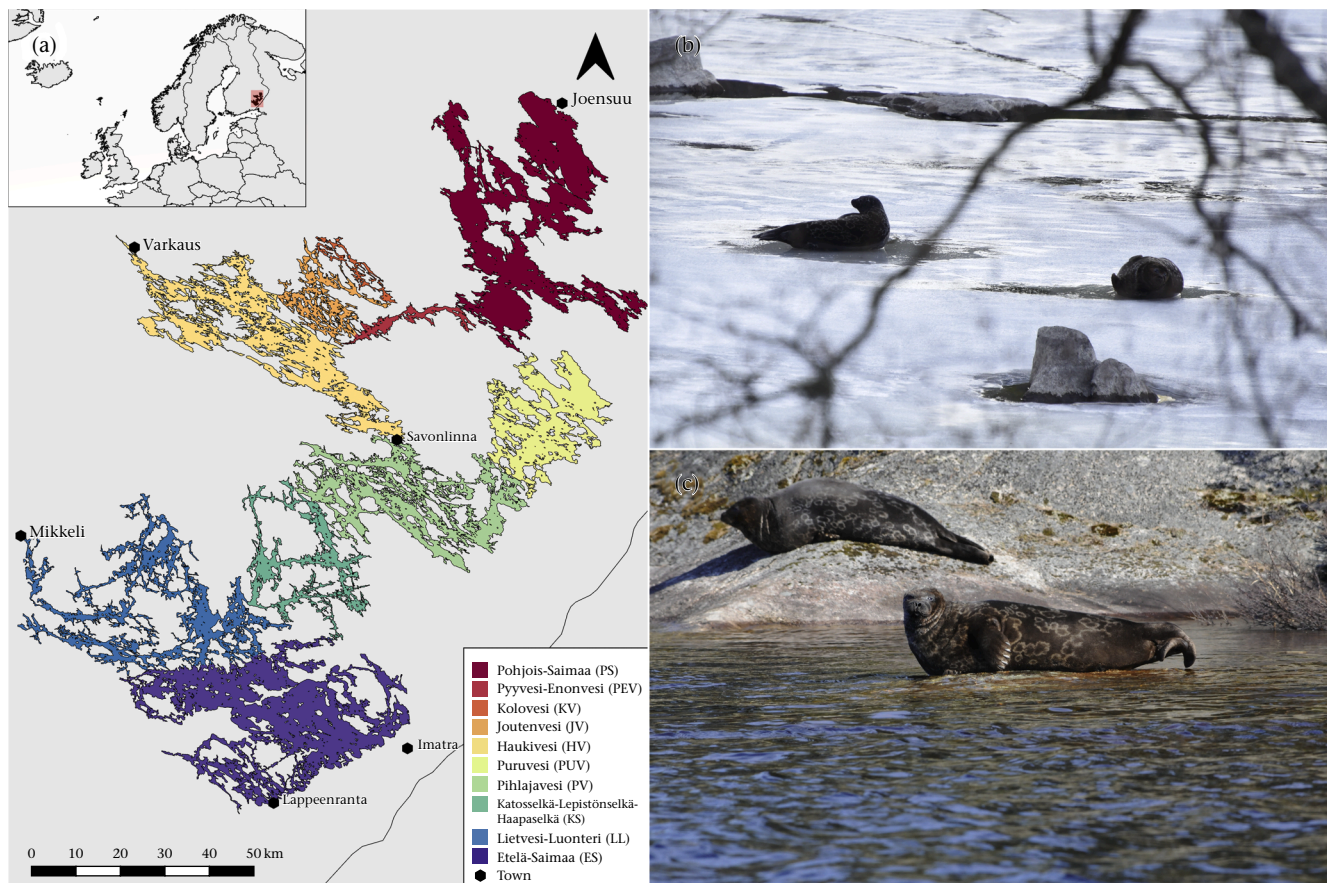 (a)
Joensuu
Varkaus
Savonlinna
Mikkeli
Imatra
Lappeenranta
Pohjois-Saimaa (PS)
Pyyvesi-Enonvesi (PEV)
Kolovesi (KV)
Joutenvesi (JV)
Haukivesi (HV)
Puruvesi (PUV)
Pihlajavesi (PV)
Katosselkä-Lepistönselkä-
Haapaselkä (KS)
Lietvesi-Luonteri (LL)
Etelä-Saimaa (ES)
Town
0 10 20 30 40 50 km
(b)
(c)